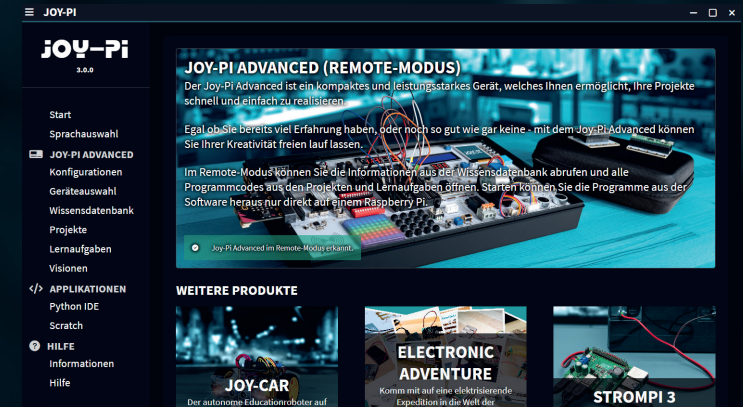 JOY-PI
JOY-Pi
3.0.0
Start
Sprachauswahl
JOY-PI ADVANCED
Konfigurationen
Geräteauswahl
Wissensdatenbank
Projekte
Lernaufgaben
Visionen
</> APPLIKATIONEN
Python IDE
Scratch
? HILFE
Informationen
Hilfe
JOY-PI ADVANCED (REMOTE-MODUS)
Der Joy-Pi Advanced ist ein kompaktes und leistungsstarkes Gerät, welches Ihnen ermöglicht, Ihre Projekte
schnell und einfach zu realisieren.
Egal ob Sie bereits viel Erfahrung haben, oder noch so gut wie gar keine - mit dem Joy-Pi Advanced können
Sie Ihrer Kreativität freien lauf lassen.
Im Remote-Modus können Sie die Informationen aus der Wissensdatenbank abrufen und alle
Programmcodes aus den Projekten und Lernaufgaben öffnen. Starten können Sie die Programme aus der
Software heraus nur direkt auf einem Raspberry Pi.
Joy-Pi Advanced im Remote-Modus erkannt.
WEITERE PRODUKTE
JOY-CAR
Der autonome Educationroboter auf
ELECTRONIC
ADVENTURE
Komm mit auf eine elektrisierende
Expedition in die Welt der
STROMPI 3